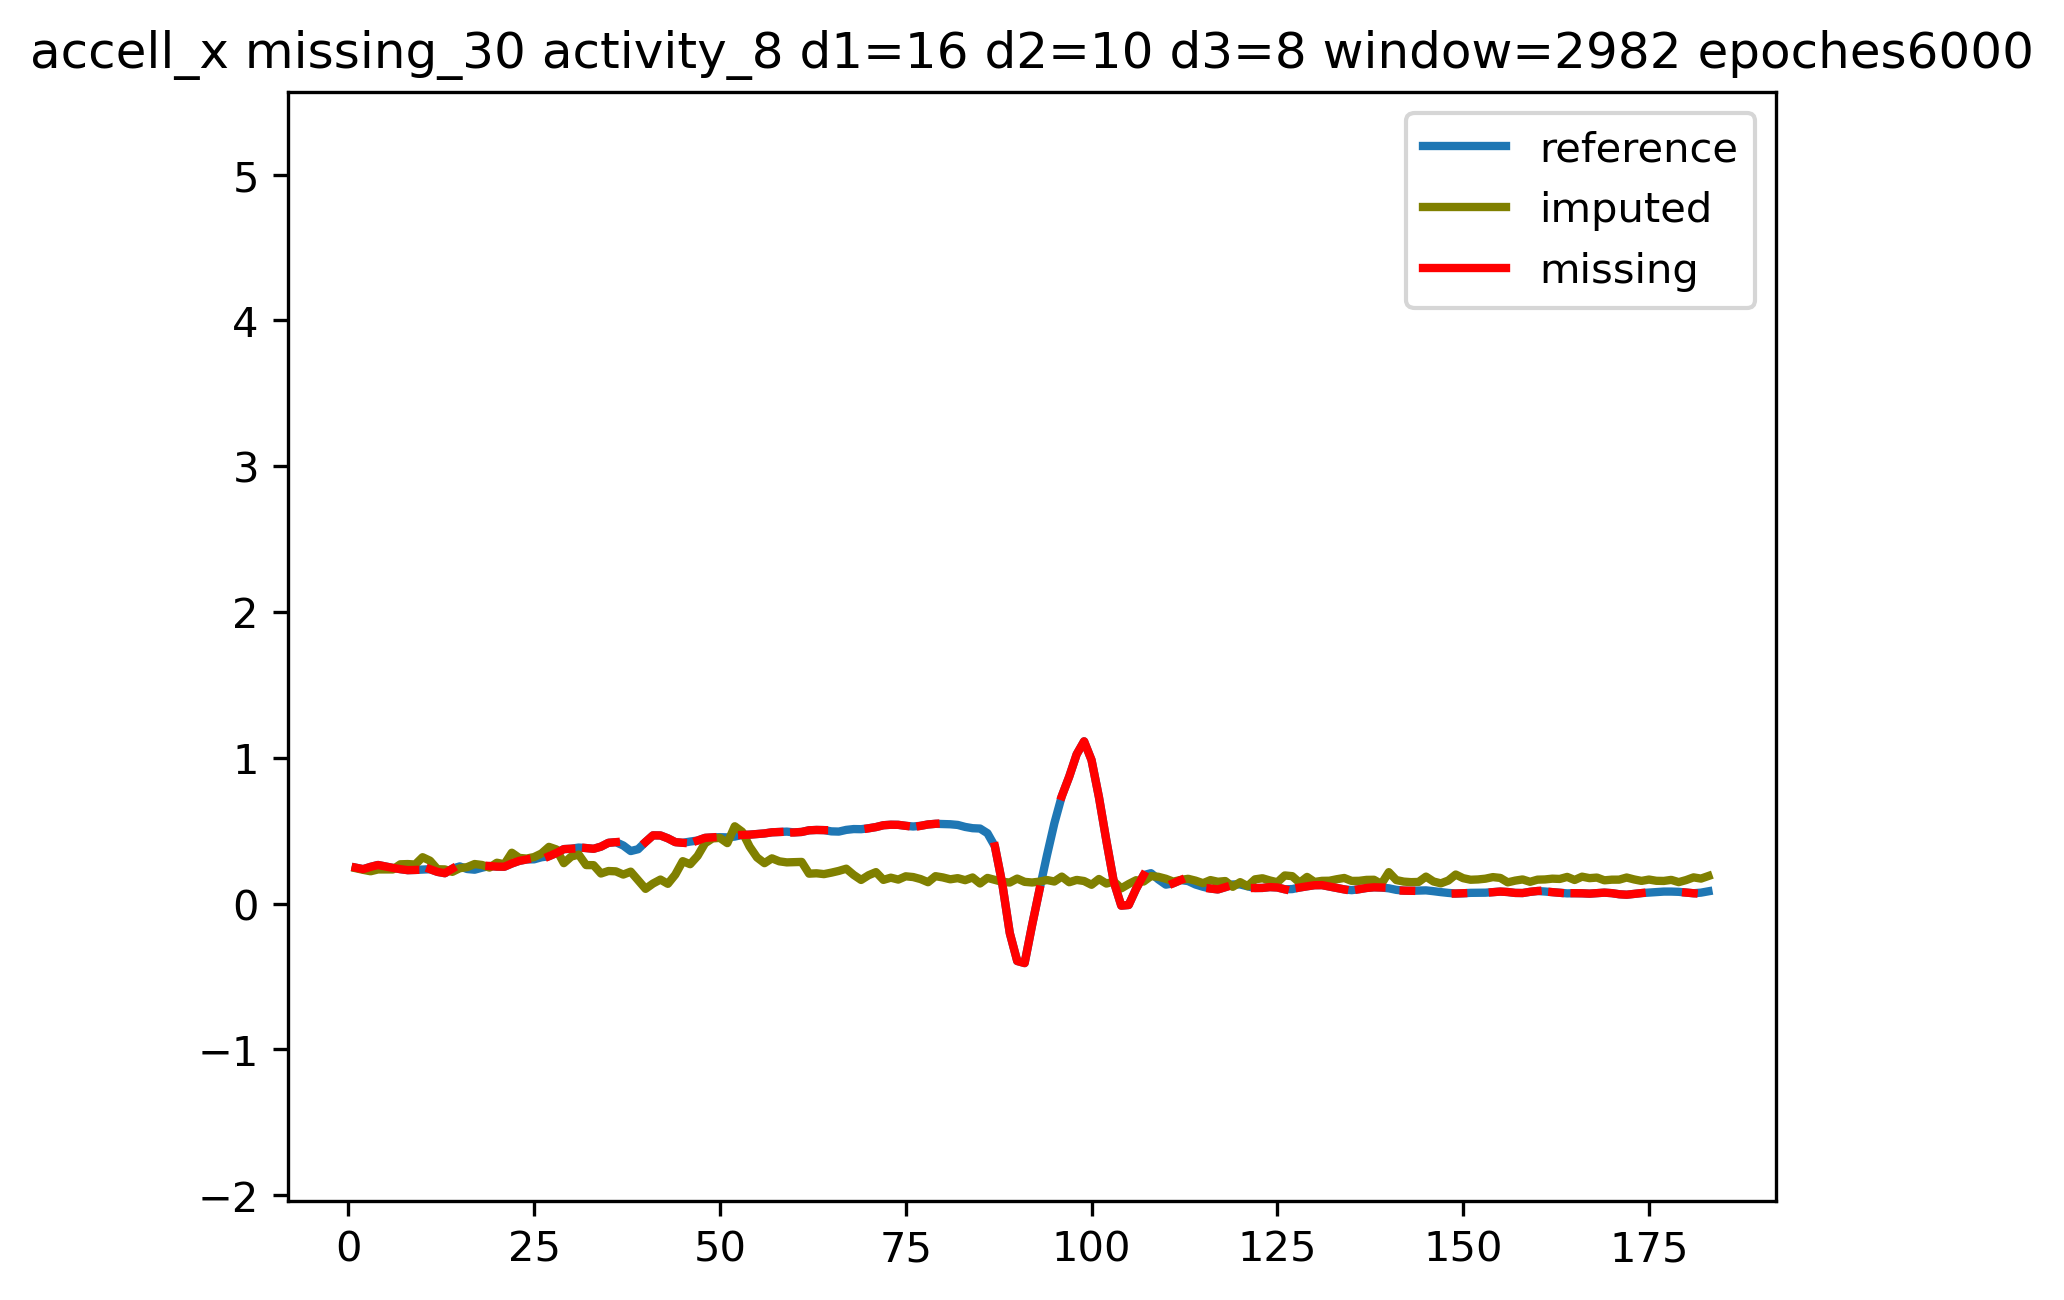 accell_x missing_30 activity_8 d1=16 d2=10 d3=8 window=2982 epoches6000
reference
imputed
missing
5
4
3
2
1
0
−1
−2
0 25 50 75 100 125 150 175